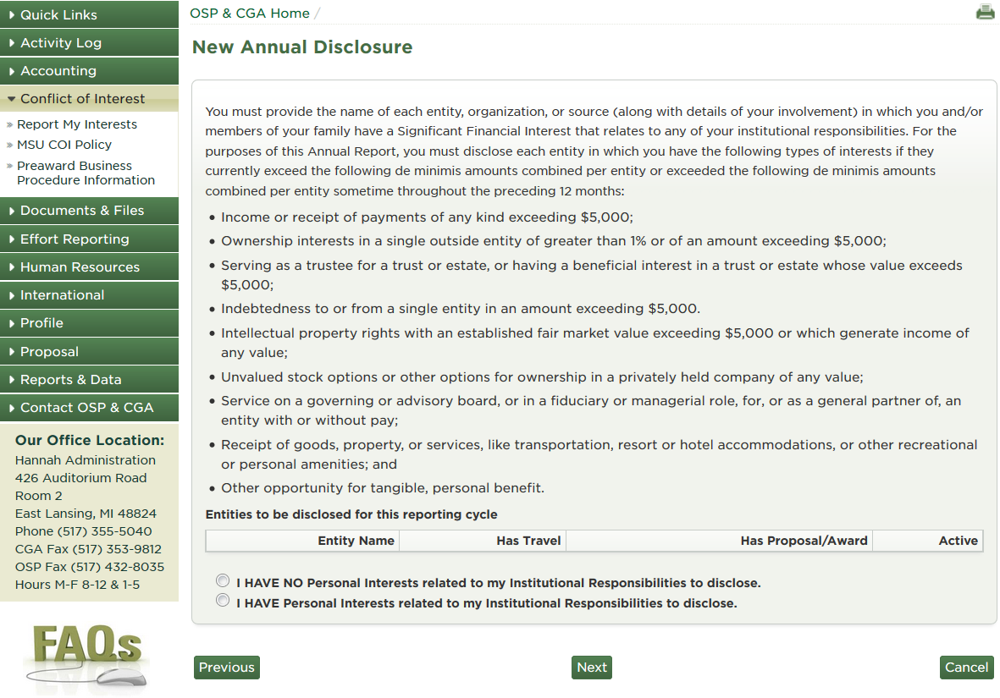 Quick Links
Activity Log
Accounting
Conflict of Interest
» Report My Interests
» MSU COI Policy
» Preaward Business
Procedure Information
Documents & Files
Effort Reporting
Human Resources
International
Profile
Proposal
Reports & Data
Contact OSP & CGA
Our Office Location:
Hannah Administration
426 Auditorium Road
Room 2
East Lansing, MI 48824
Phone (517) 355-5040
CGA Fax (517) 353-9812
OSP Fax (517) 432-8035
Hours M-F 8-12 & 1-5
FAQs
OSP & CGA Home /
New Annual Disclosure
You must provide the name of each entity, organization, or source (along with details of your involvement) in which you and/or
members of your family have a Significant Financial Interest that relates to any of your institutional responsibilities. For the
purposes of this Annual Report, you must disclose each entity in which you have the following types of interests if they
currently exceed the following de minimis amounts combined per entity or exceeded the following de minimis amounts
combined per entity sometime throughout the preceding 12 months:
• Income or receipt of payments of any kind exceeding $5,000;
• Ownership interests in a single outside entity of greater than 1% or of an amount exceeding $5,000;
• Serving as a trustee for a trust or estate, or having a beneficial interest in a trust or estate whose value exceeds
$5,000;
• Indebtedness to or from a single entity in an amount exceeding $5,000.
• Intellectual property rights with an established fair market value exceeding $5,000 or which generate income of
any value;
• Unvalued stock options or other options for ownership in a privately held company of any value;
• Service on a governing or advisory board, or in a fiduciary or managerial role, for, or as a general partner of, an
entity with or without pay;
• Receipt of goods, property, or services, like transportation, resort or hotel accommodations, or other recreational
or personal amenities; and
• Other opportunity for tangible, personal benefit.
Entities to be disclosed for this reporting cycle
Entity Name Has Travel Has Proposal/Award Active
I HAVE NO Personal Interests related to my Institutional Responsibilities to disclose.
I HAVE Personal Interests related to my Institutional Responsibilities to disclose.
Previous Next Cancel